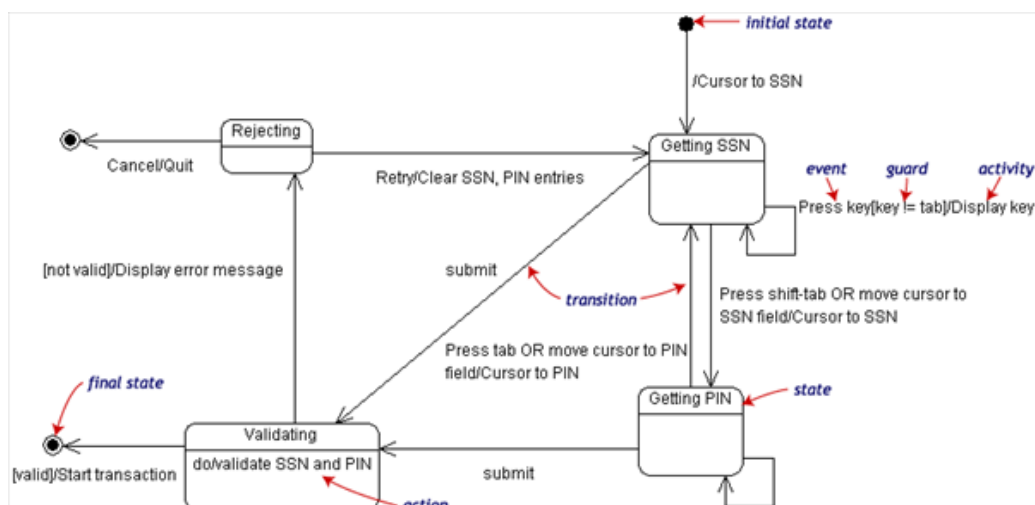 initial state
/Cursor to SSN
Rejecting
Getting SSN
Cancel/Quit
Retry/Clear SSN, PIN entries
event
guard
activity
Press key[key != tab]/Display key
[not valid]/Display error message
submit
transition
Press shift-tab OR move cursor to
SSN field/Cursor to SSN
Press tab OR move cursor to PIN
field/Cursor to PIN
final state
Getting PIN
state
Validating
do/validate SSN and PIN
[valid]/Start transaction
submit
action